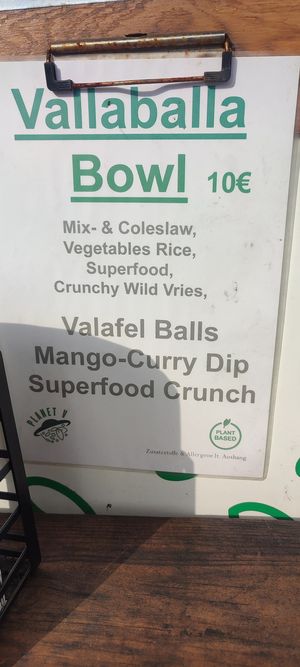 Vallaballa
Bowl 10€
Mix- & Coleslaw,
Vegetables Rice,
Superfood,
Crunchy Wild Vries,
Valafel Balls
Mango-Curry Dip
Superfood Crunch
PLANET V
PLANT
BASED
Zusatzstoffe & Allergene lt. Aushang